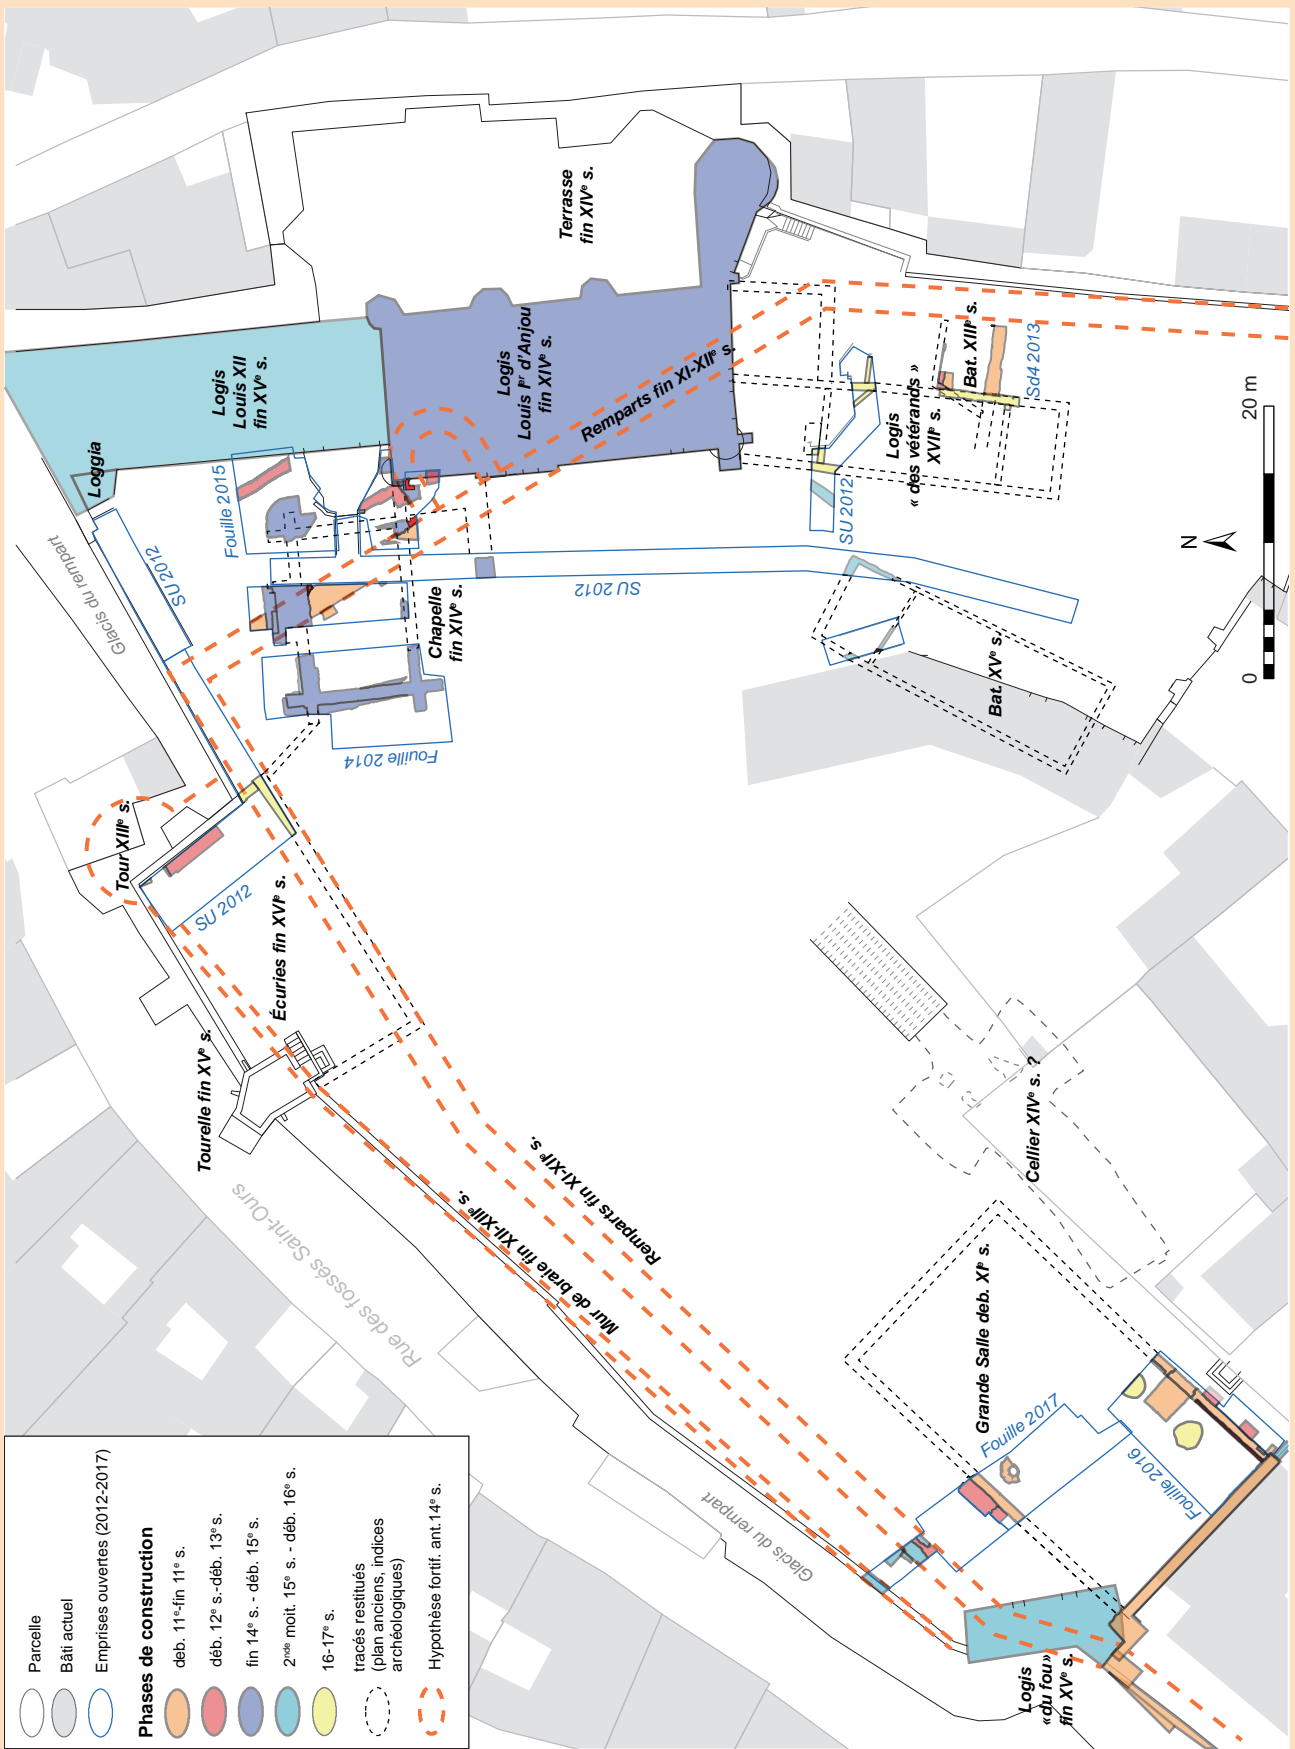 Parcelle
Bâti actuel
Emprises ouvertes (2012-2017)
Phases de construction
deb. 11e-fin 11e s.
déb. 12e s.-déb. 13e s.
fin 14e s. - déb. 15e s.
2nde moit. 15e s. - déb. 16e s.
16-17e s.
tracés restitués
(plan anciens, indices
archéologiques)
Hypothèse fortif. ant.14e s.
Rue des fossés Saint-Ours
Glacis du rempart
Glacis du rempart
Tourelle fin XVe s.
Tour XIIIe s.
Écuries fin XVIe s.
SU 2012
SU 2012
Loggia
Logis
Louis XII
fin XVe s.
Fouille 2015
Terrasse
fin XIVe s.
Logis
Louis Ier d'Anjou
fin XIVe s.
Remparts fin XI-XIIe s.
Chapelle
fin XIVe s.
Fouille 2014
SU 2012
SU 2012
Logis
« des vétérands »
XVIIe s.
Bat. XIIIe s.
Sd4 2013
Bat. XVe s.
N
0
20 m
Mur de braie fin XII-XIIIe s.
Remparts fin XI-XIIe s.
Cellier XIVe s. ?
Grande Salle deb. XIe s.
Fouille 2017
Fouille 2016
Logis
«du fou»
fin XVe s.